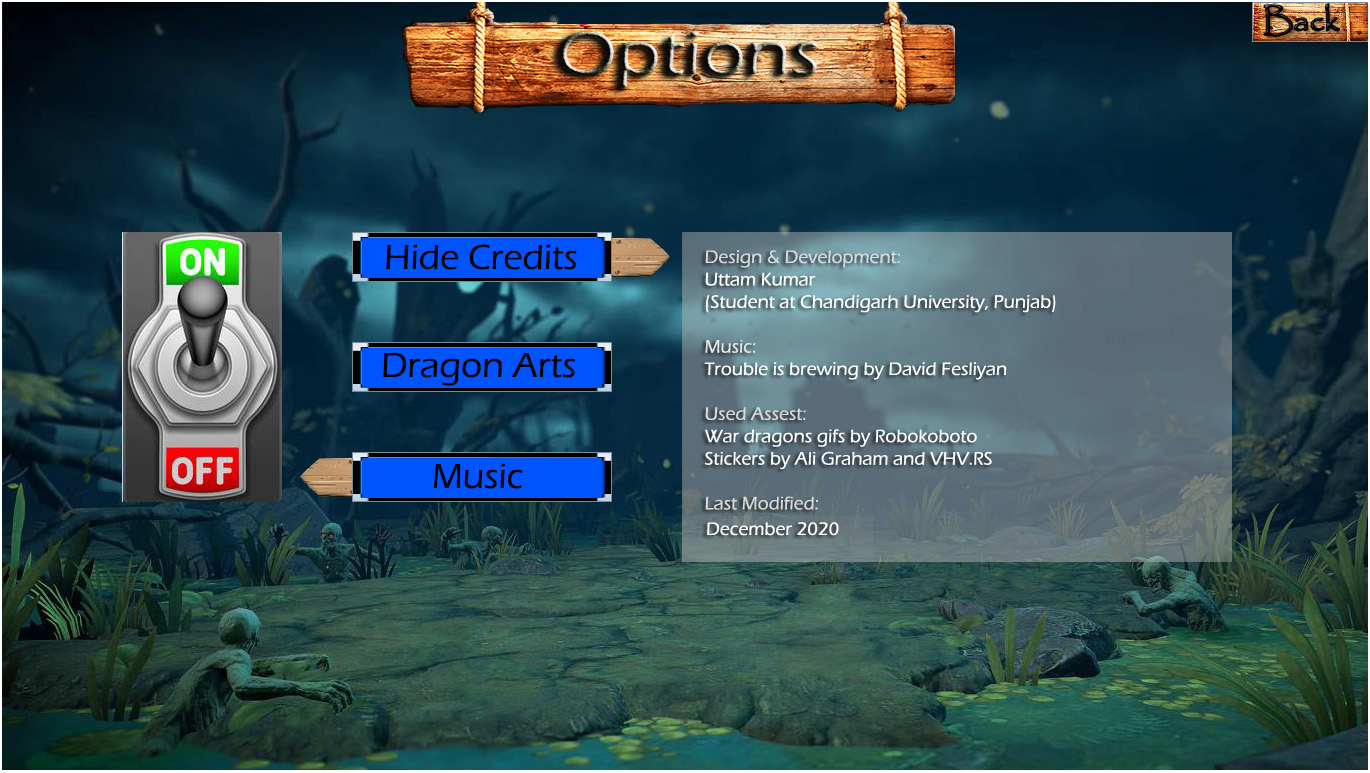 Options
Back
ON
OFF
Hide Credits
Dragon Arts
Music
Design & Development:
Uttam Kumar
(Student at Chandigarh University, Punjab)
Music:
Trouble is brewing by David Fesliyan
Used Assest:
War dragons gifs by Robokoboto
Stickers by Ali Graham and VHV.RS
Last Modified:
December 2020